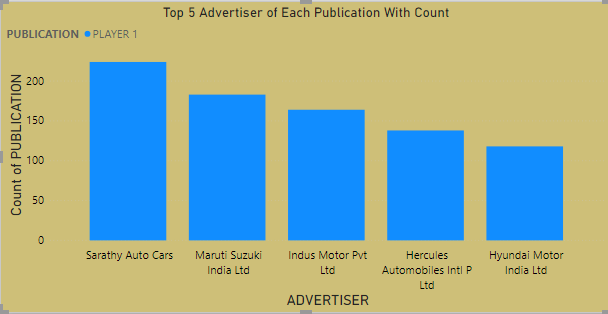 Top 5 Advertiser of Each Publication With Count
PUBLICATION PLAYER 1
Count of PUBLICATION
200
150
100
50
0
Sarathy Auto Cars
Maruti Suzuki
India Ltd
Indus Motor Pvt
Ltd
Hercules
Automobiles Intl P
Ltd
Hyundai Motor
India Ltd
ADVERTISER